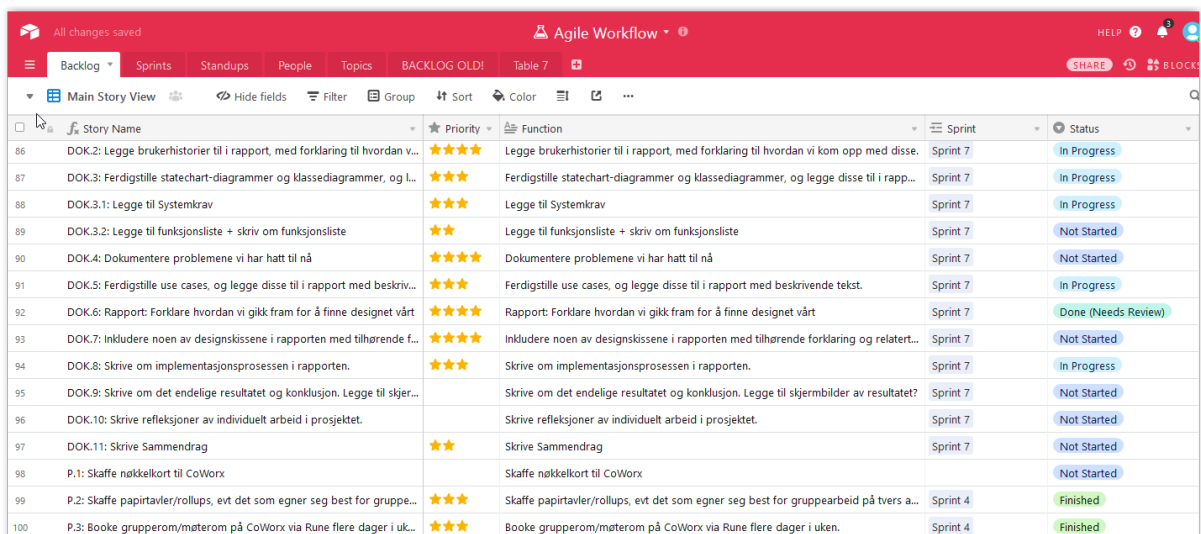 All changes saved
Agile Workflow
HELP
3
Backlog
Sprints
Standups
People
Topics
BACKLOG OLD!
Table 7
SHARE
BLOCKS
Main Story View
Hide fields
Filter
Group
Sort
Color
...
Story Name
Priority
Function
Sprint
Status
86 DOK.2: Legge brukerhistorier til i rapport, med forklaring til hvordan v... Legge brukerhistorier til i rapport, med forklaring til hvordan vi kom opp med disse. Sprint 7 In Progress
87 DOK.3: Ferdigstille statechart-diagrammer og klassediagrammer, og l... Ferdigstille statechart-diagrammer og klassediagrammer, og legge disse til i rapp... Sprint 7 In Progress
88 DOK.3.1: Legge til Systemkrav Legge til Systemkrav Sprint 7 In Progress
89 DOK.3.2: Legge til funksjonsliste + skriv om funksjonsliste Legge til funksjonsliste + skriv om funksjonsliste Sprint 7 Not Started
90 DOK.4: Dokumentere problemene vi har hatt til nå Dokumentere problemene vi har hatt til nå Sprint 7 Not Started
91 DOK.5: Ferdigstille use cases, og legge disse til i rapport med beskriv... Ferdigstille use cases, og legge disse til i rapport med beskrivende tekst. Sprint 7 In Progress
92 DOK.6: Rapport: Forklare hvordan vi gikk fram for å finne designet vårt Rapport: Forklare hvordan vi gikk fram for å finne designet vårt Sprint 7 Done (Needs Review)
93 DOK.7: Inkludere noen av designskissene i rapporten med tilhørende f... Inkludere noen av designskissene i rapporten med tilhørende forklaring og relatert... Sprint 7 Not Started
94 DOK.8: Skrive om implementasjonsprosessen i rapporten. Skrive om implementasjonsprosessen i rapporten. Sprint 7 In Progress
95 DOK.9: Skrive om det endelige resultatet og konklusjon. Legge til skjer... Skrive om det endelige resultatet og konklusjon. Legge til skjermbilder av resultatet? Sprint 7 Not Started
96 DOK.10: Skrive refleksjoner av individuelt arbeid i prosjektet. Skrive refleksjoner av individuelt arbeid i prosjektet. Sprint 7 Not Started
97 DOK.11: Skrive Sammendrag Skrive Sammendrag Sprint 7 Not Started
98 P.1: Skaffe nøkkelkort til CoWorx Skaffe nøkkelkort til CoWorx Not Started
99 P.2: Skaffe papirtavler/rollups, evt det som egner seg best for gruppe... Skaffe papirtavler/rollups, evt det som egner seg best for gruppearbeid på tvers a... Sprint 4 Finished
100 P.3: Booke grupperom/møterom på CoWorx via Rune flere dager i uk... Booke grupperom/møterom på CoWorx via Rune flere dager i uken. Sprint 4 Finished